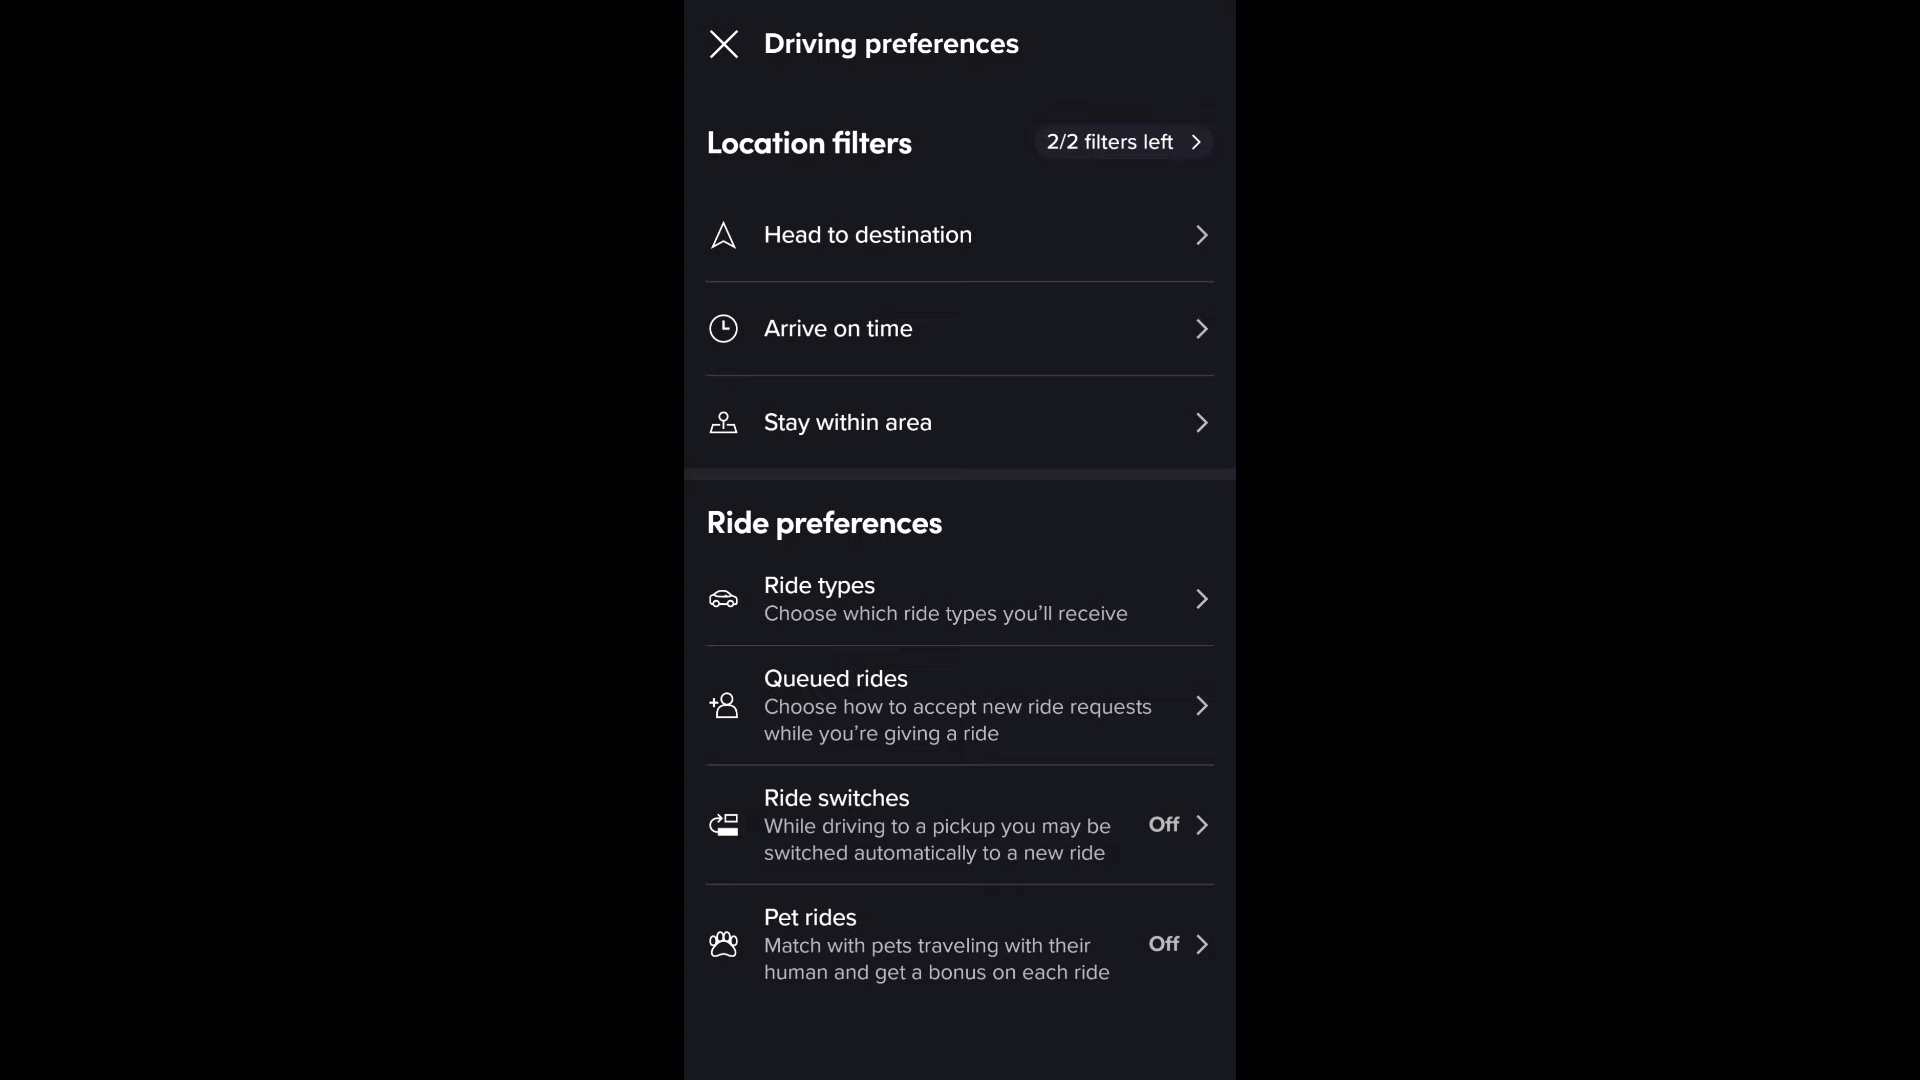 Driving preferences
Location filters
2/2 filters left
Head to destination
Arrive on time
Stay within area
Ride preferences
Ride types
Choose which ride types you’ll receive
Queued rides
Choose how to accept new ride requests
while you’re giving a ride
Ride switches
While driving to a pickup you may be
switched automatically to a new ride
Off
Pet rides
Match with pets traveling with their
human and get a bonus on each ride
Off